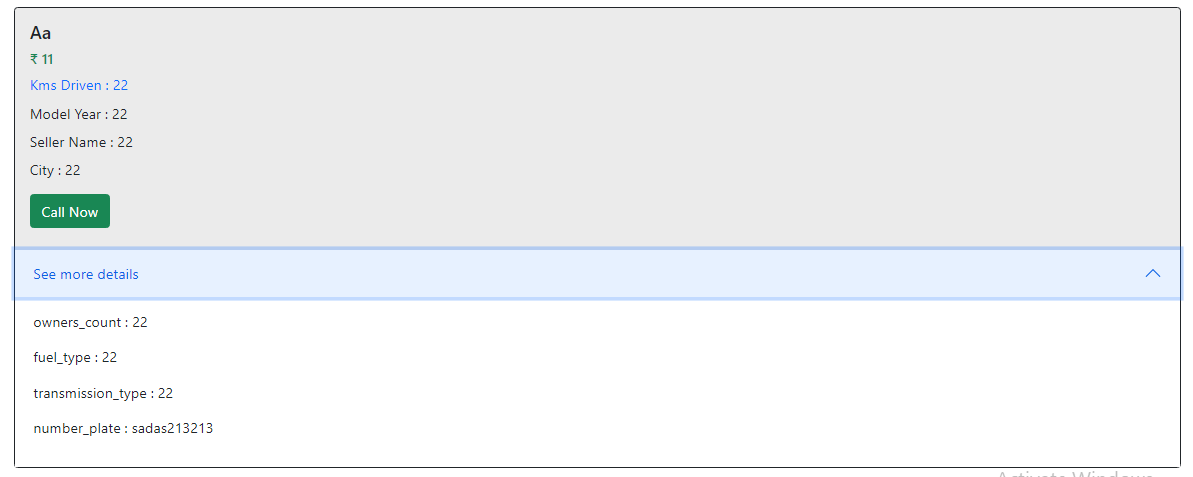 Aa
₹ 11
Kms Driven : 22
Model Year : 22
Seller Name : 22
City : 22
Call Now
See more details
owners_count : 22
fuel_type : 22
transmission_type : 22
number_plate : sadas213213
Activate Windows